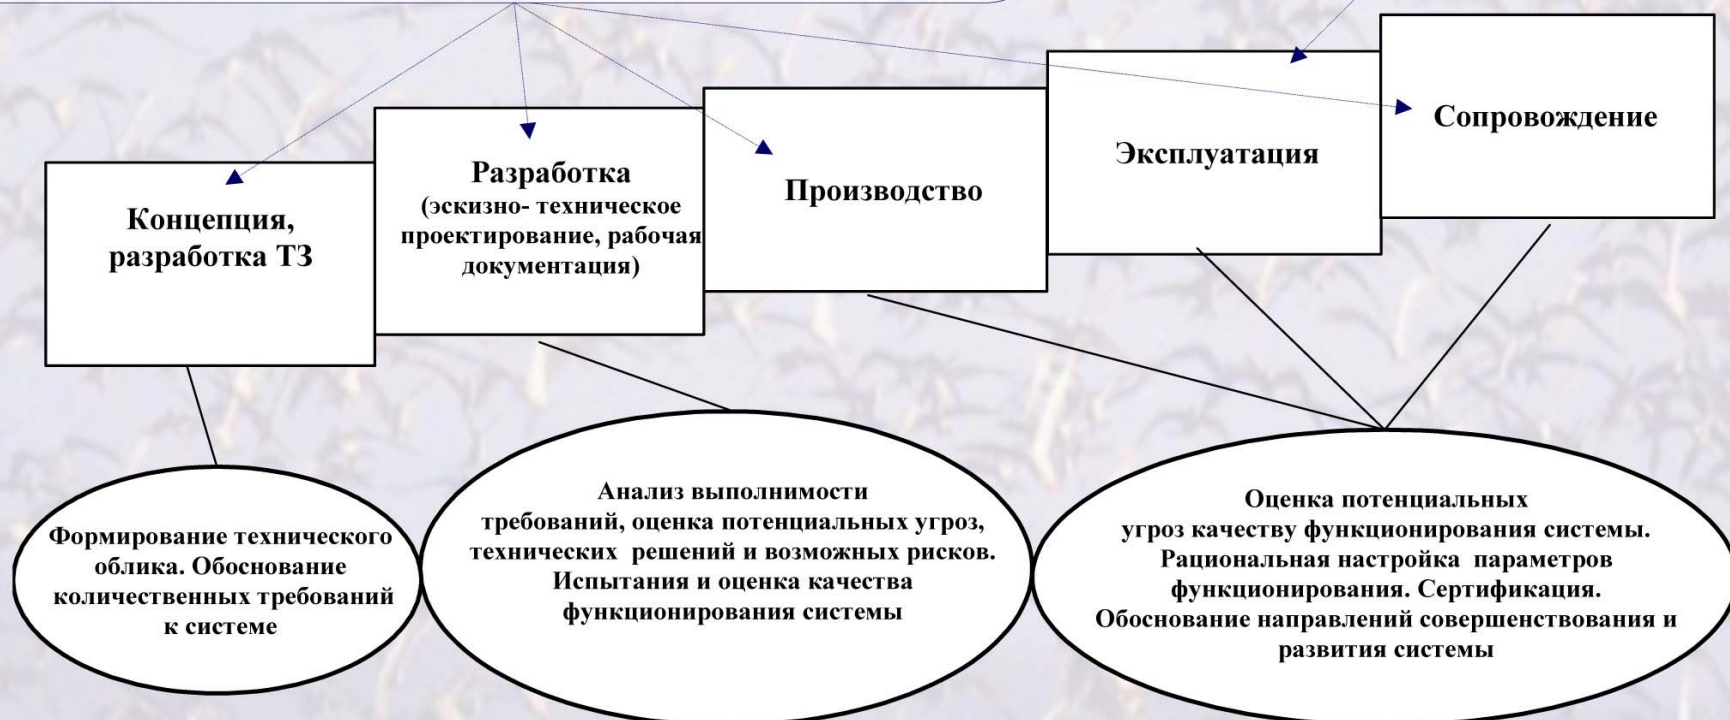 Концепция,
разработка ТЗ
Разработка
(эскизно- техническое
проектирование, рабочая
документация)
Производство
Эксплуатация
Сопровождение
Формирование технического
облика. Обоснование
количественных требований
к системе
Анализ выполнимости
требований, оценка потенциальных угроз,
технических решений и возможных рисков.
Испытания и оценка качества
функционирования системы
Оценка потенциальных
угроз качеству функционирования системы.
Рациональная настройка параметров
функционирования. Сертификация.
Обоснование направлений совершенствования и
развития системы